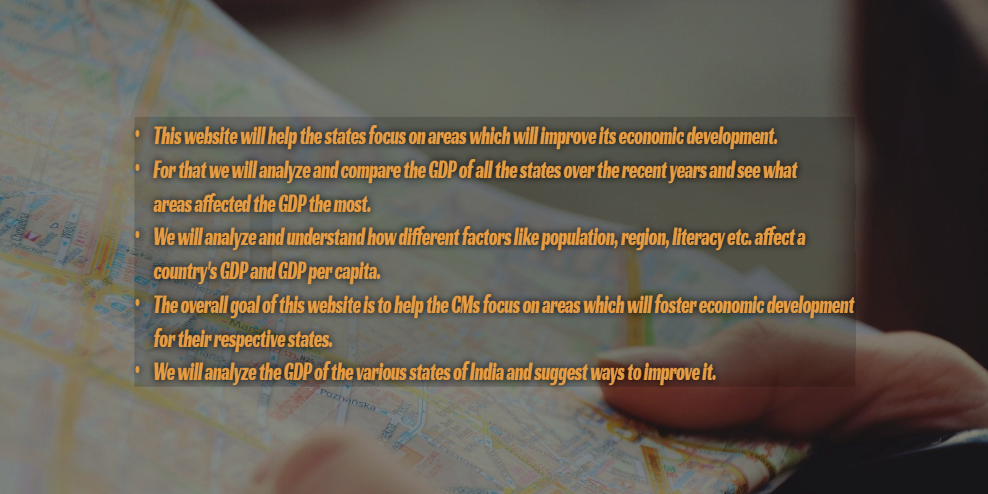 • This website will help the states focus on areas which will improve its economic development.
• For that we will analyze and compare the GDP of all the states over the recent years and see what
areas affected the GDP the most.
• We will analyze and understand how different factors like population, region, literacy etc. affect a
country's GDP and GDP per capita.
• The overall goal of this website is to help the CMs focus on areas which will foster economic development
for their respective states.
• We will analyze the GDP of the various states of India and suggest ways to improve it.
Poznańska